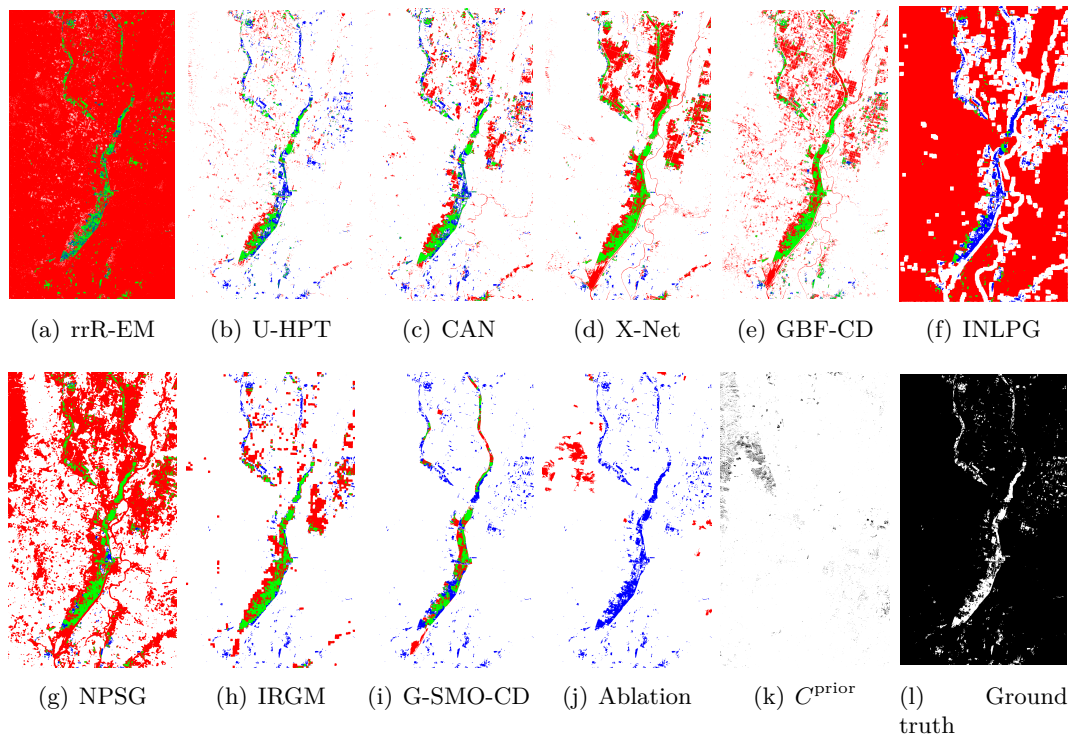 (a) rrR-EM
(b) U-HPT
(c) CAN
(d) X-Net
(e) GBF-CD
(f) INLPG
(g) NPSG
(h) IRGM
(i) G-SMO-CD
(j) Ablation
(k) C^prior
(l) Ground
truth